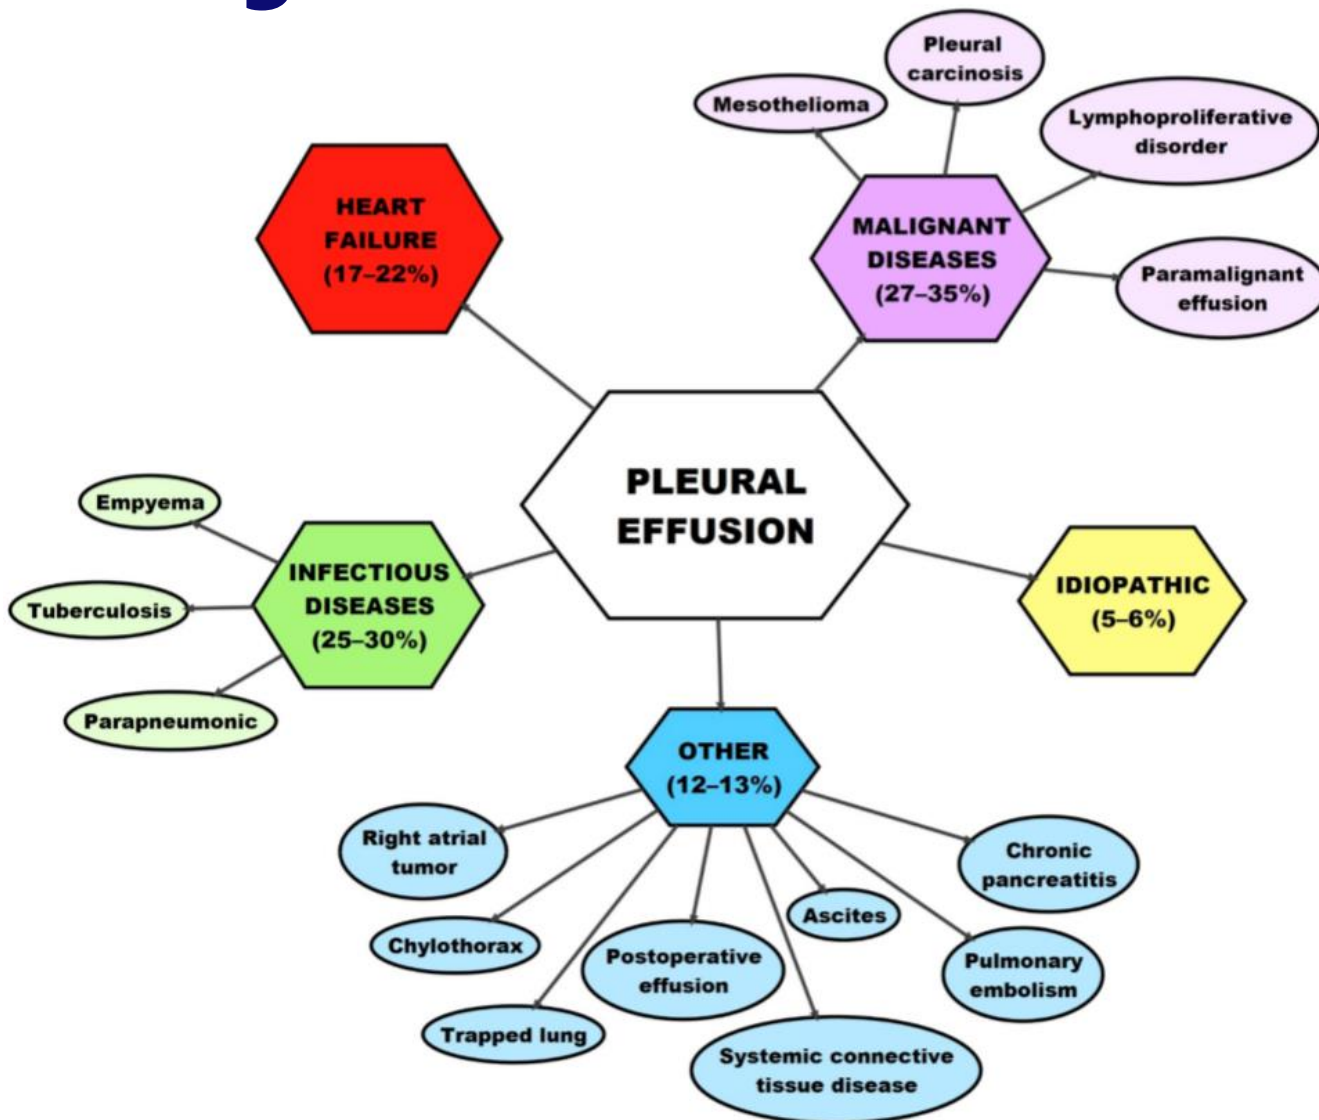 Pleural
carcinosis
Mesothelioma
Lymphoproliferative
disorder
HEART
FAILURE
(17–22%)
MALIGNANT
DISEASES
(27–35%)
Paramalignant
effusion
PLEURAL
EFFUSION
Empyema
INFECTIOUS
DISEASES
(25–30%)
Tuberculosis
Parapneumonic
IDIOPATHIC
(5–6%)
OTHER
(12–13%)
Right atrial
tumor
Chronic
pancreatitis
Chylothorax
Ascites
Postoperative
effusion
Pulmonary
embolism
Trapped lung
Systemic connective
tissue disease